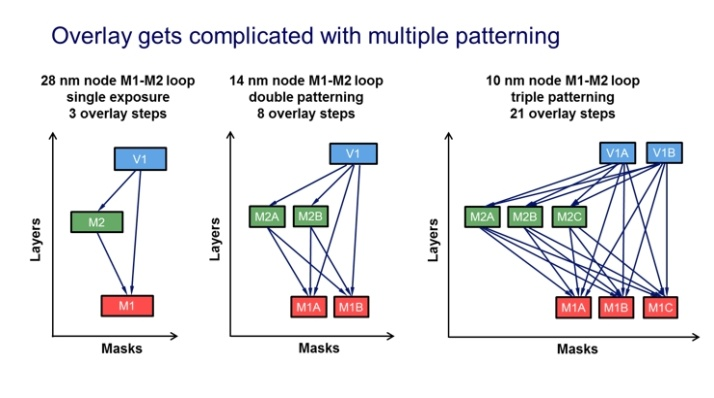 Overlay gets complicated with multiple patterning
28 nm node M1-M2 loop
single exposure
3 overlay steps
V1
M2
M1
Layers
Masks
14 nm node M1-M2 loop
double patterning
8 overlay steps
V1
M2A M2B
M1A M1B
Layers
Masks
10 nm node M1-M2 loop
triple patterning
21 overlay steps
V1A V1B
M2A M2B M2C
M1A M1B M1C
Layers
Masks